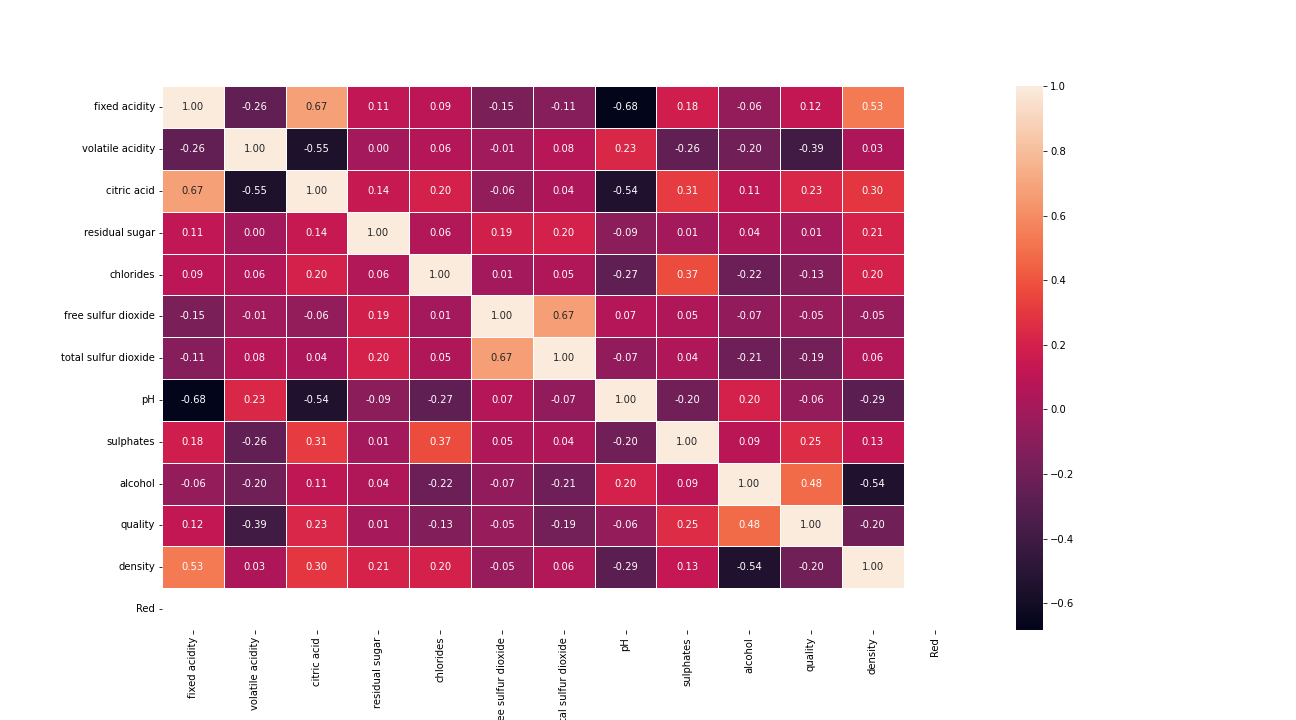 fixed acidity 1.00 -0.26 0.67 0.11 0.09 -0.15 -0.11 -0.68 0.18 -0.06 0.12 0.53
volatile acidity -0.26 1.00 -0.55 0.00 0.06 -0.01 0.08 0.23 -0.26 -0.20 -0.39 0.03
citric acid 0.67 -0.55 1.00 0.14 0.20 -0.06 0.04 -0.54 0.31 0.11 0.23 0.30
residual sugar 0.11 0.00 0.14 1.00 0.06 0.19 0.20 -0.09 0.01 0.04 0.01 0.21
chlorides 0.09 0.06 0.20 0.06 1.00 0.01 0.05 -0.27 0.37 -0.22 -0.13 0.20
free sulfur dioxide -0.15 -0.01 -0.06 0.19 0.01 1.00 0.67 0.07 0.05 -0.07 -0.05 -0.05
total sulfur dioxide -0.11 0.08 0.04 0.20 0.05 0.67 1.00 -0.07 0.04 -0.21 -0.19 0.06
pH -0.68 0.23 -0.54 -0.09 -0.27 0.07 -0.07 1.00 -0.20 0.20 -0.06 -0.29
sulphates 0.18 -0.26 0.31 0.01 0.37 0.05 0.04 -0.20 1.00 0.09 0.25 0.13
alcohol -0.06 -0.20 0.11 0.04 -0.22 -0.07 -0.21 0.20 0.09 1.00 0.48 -0.54
quality 0.12 -0.39 0.23 0.01 -0.13 -0.05 -0.19 -0.06 0.25 0.48 1.00 -0.20
density 0.53 0.03 0.30 0.21 0.20 -0.05 0.06 -0.29 0.13 -0.54 -0.20 1.00
Red
fixed acidity
volatile acidity
citric acid
residual sugar
chlorides
ee sulfur dioxide
tal sulfur dioxide
pH
sulphates
alcohol
quality
density
Red
1.0
0.8
0.6
0.4
0.2
0.0
−0.2
−0.4
−0.6